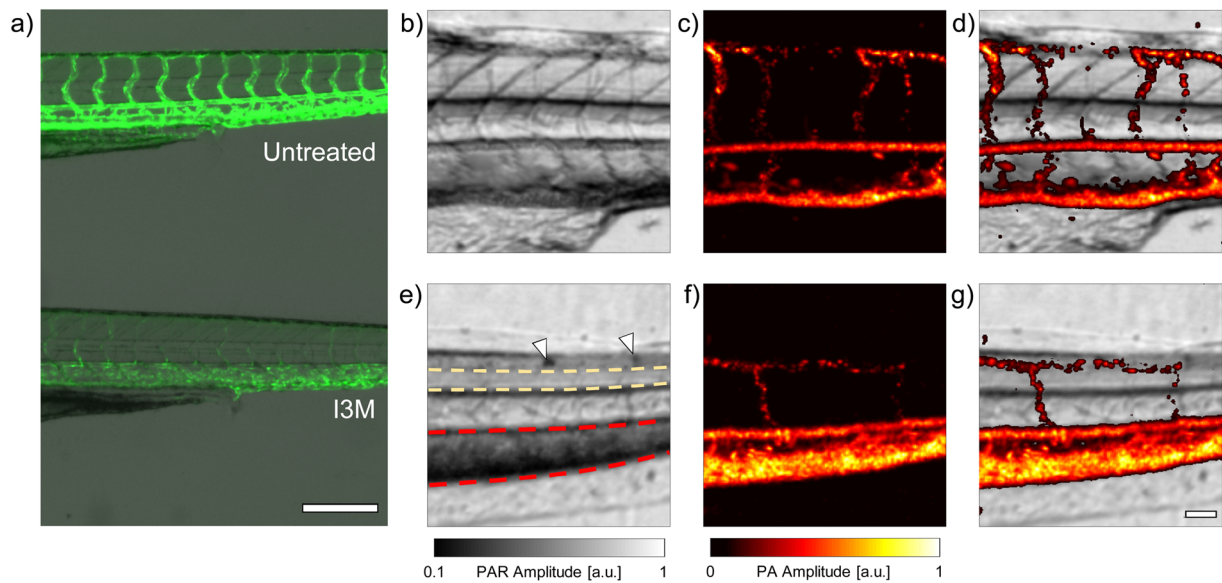 a)
Untreated
I3M
b)
c)
d)
e)
f)
g)
0.1 PAR Amplitude [a.u.] 1
0 PA Amplitude [a.u.] 1